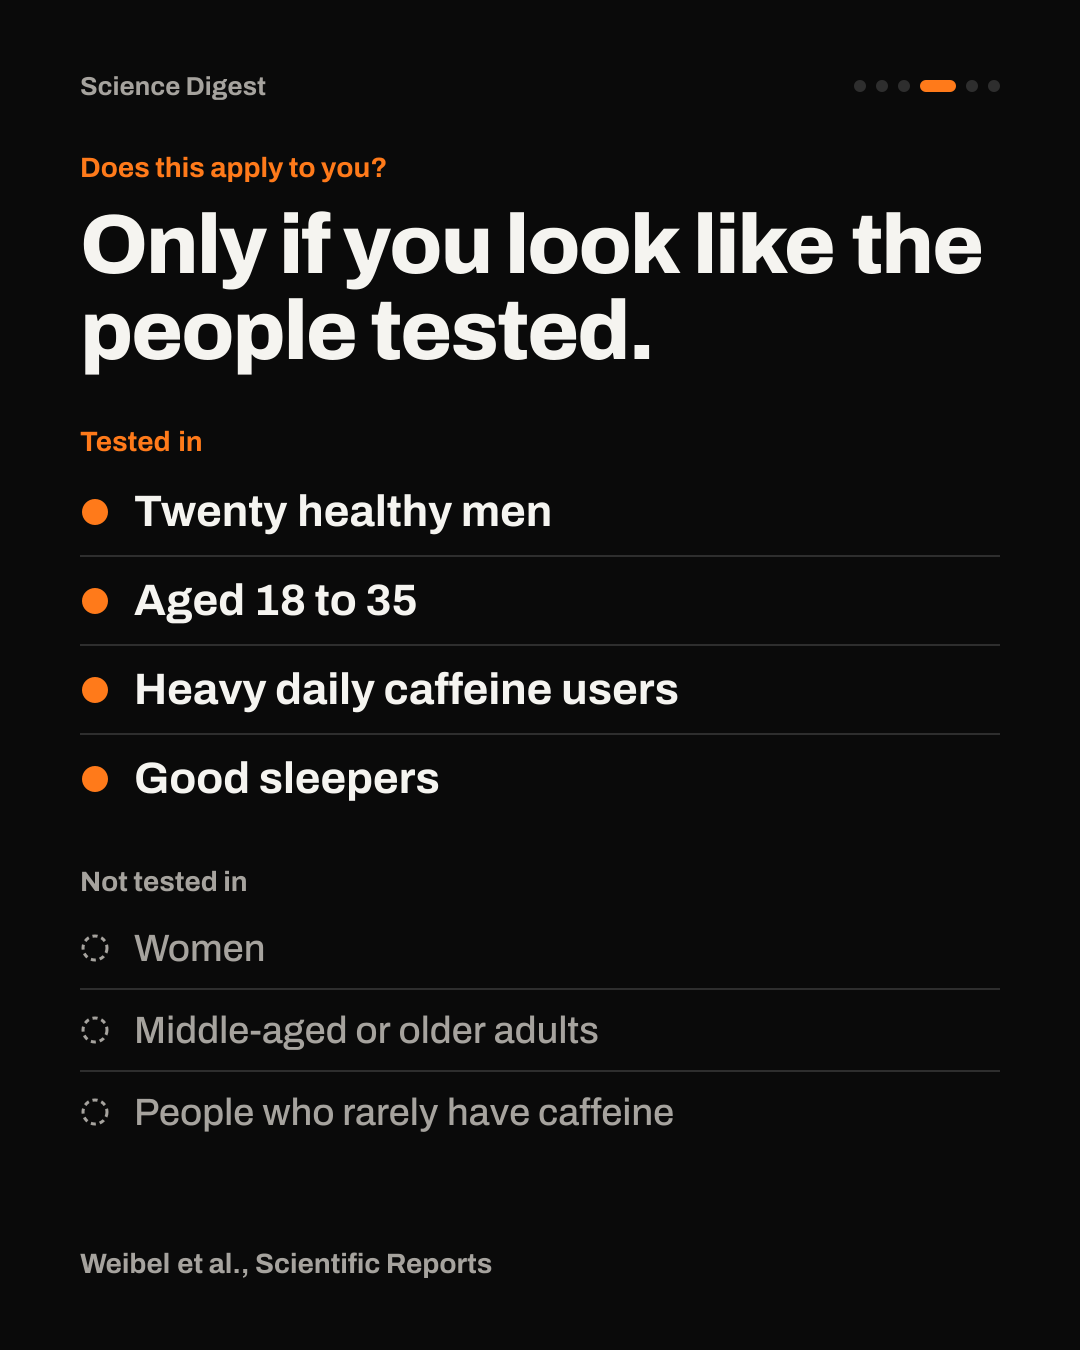 Science Digest
Does this apply to you?
Only if you look like the
people tested.
Tested in
Twenty healthy men
Aged 18 to 35
Heavy daily caffeine users
Good sleepers
Not tested in
Women
Middle-aged or older adults
People who rarely have caffeine
Weibel et al., Scientific Reports